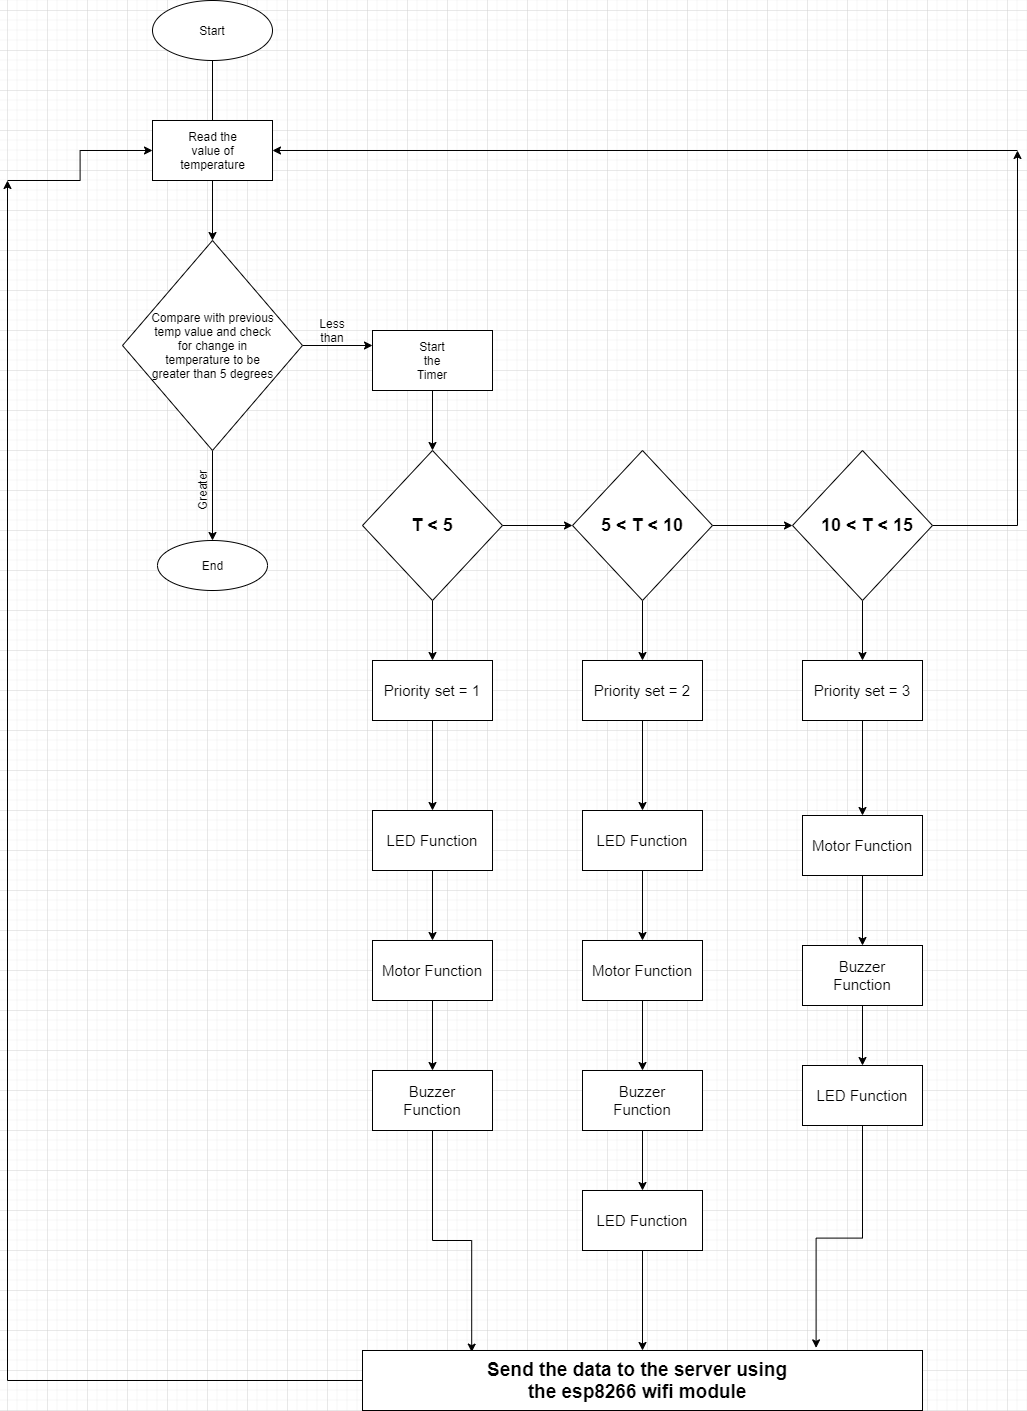 Start
Read the
value of
temperature
Compare with previous
temp value and check
for change in
temperature to be
greater than 5 degrees
Less
than
Start
the
Timer
Greater
End
T < 5
5 < T < 10
10 < T < 15
Priority set = 1
Priority set = 2
Priority set = 3
LED Function
LED Function
Motor Function
Motor Function
Motor Function
Buzzer
Function
Buzzer
Function
Buzzer
Function
LED Function
LED Function
Send the data to the server using
the esp8266 wifi module